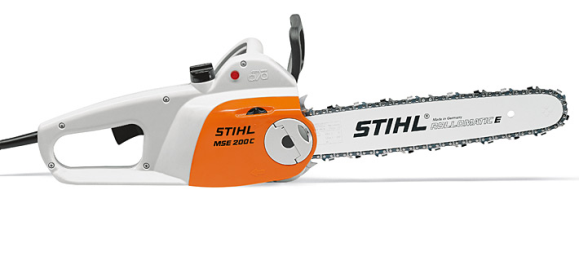 STIHL
MSE 200 C
STIHL®
Made in Germany
ROLLOMATIC E